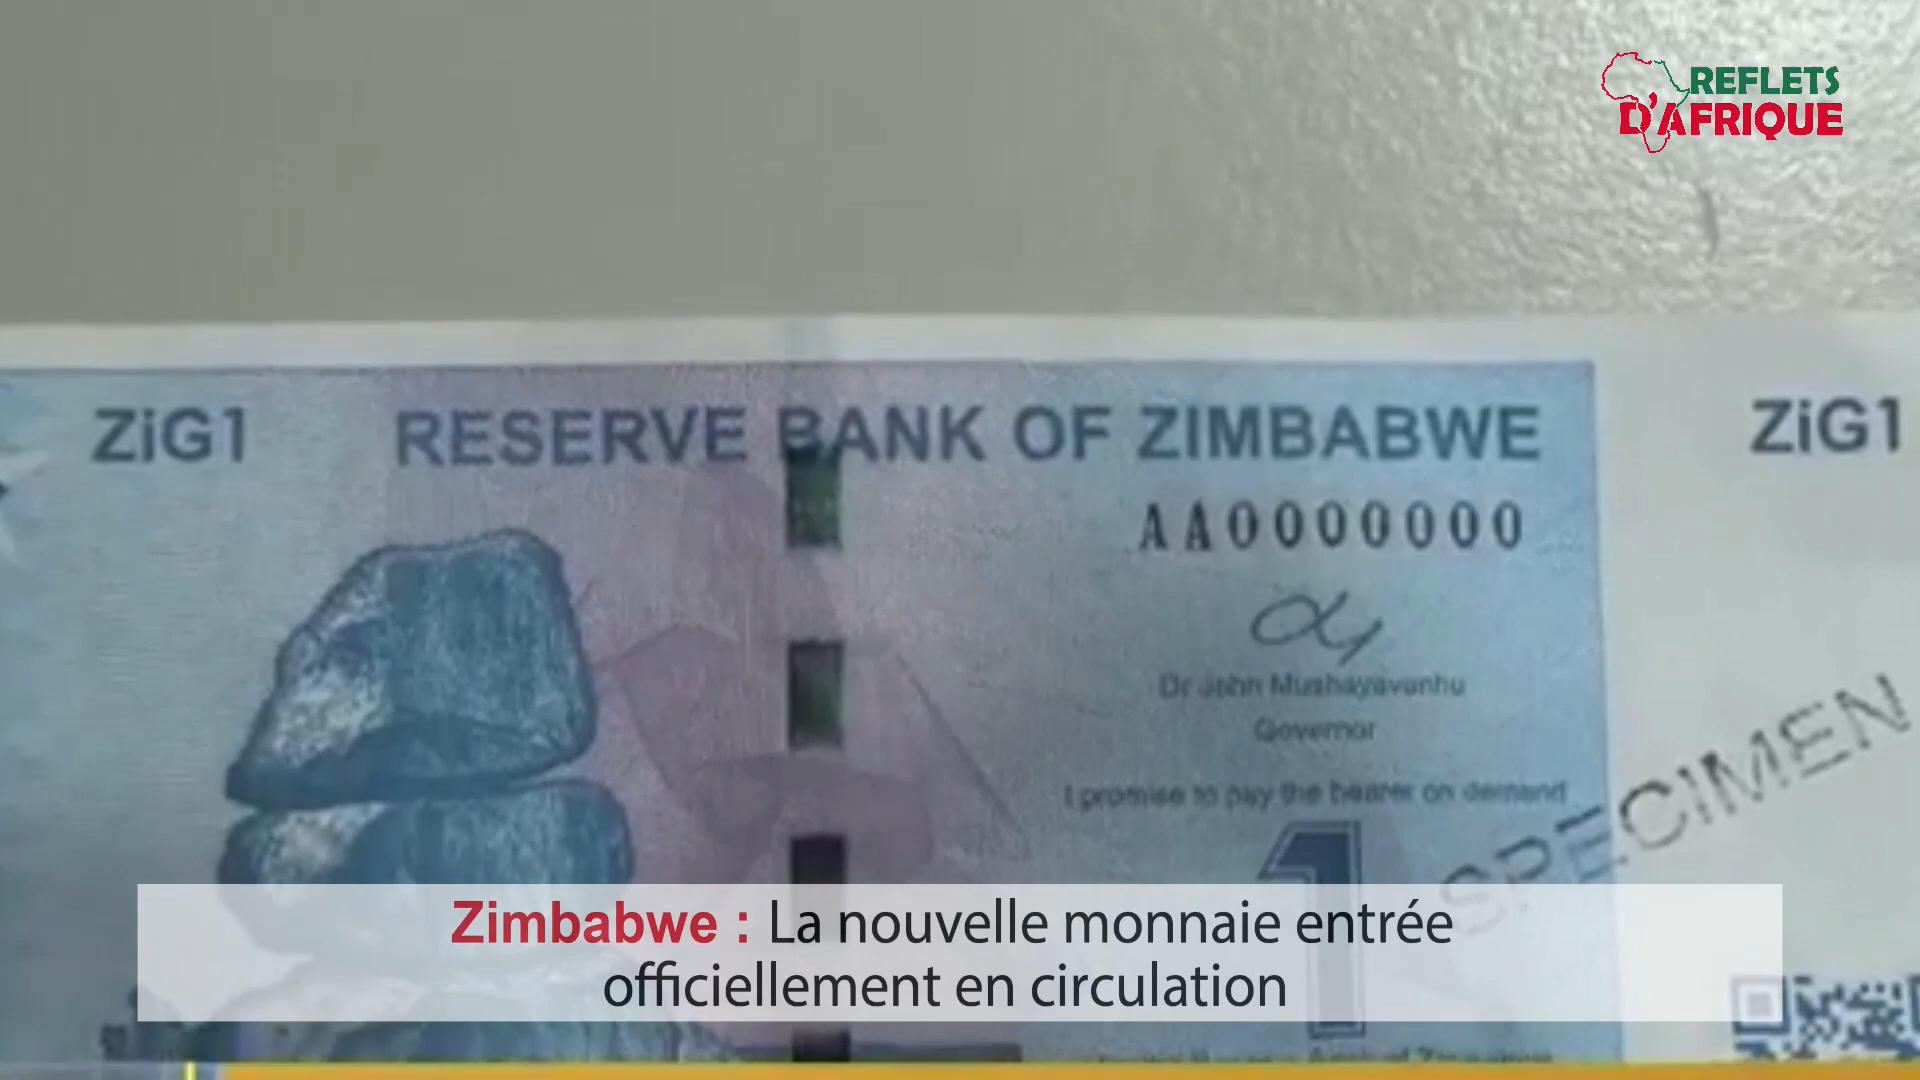 REFLETS
D'AFRIQUE
ZiG1 RESERVE BANK OF ZIMBABWE ZiG1
AA0000000
Dr John Mushayavanhu
Governor
I promise to pay the bearer on demand
1
SPECIMEN
Zimbabwe : La nouvelle monnaie entrée
officiellement en circulation